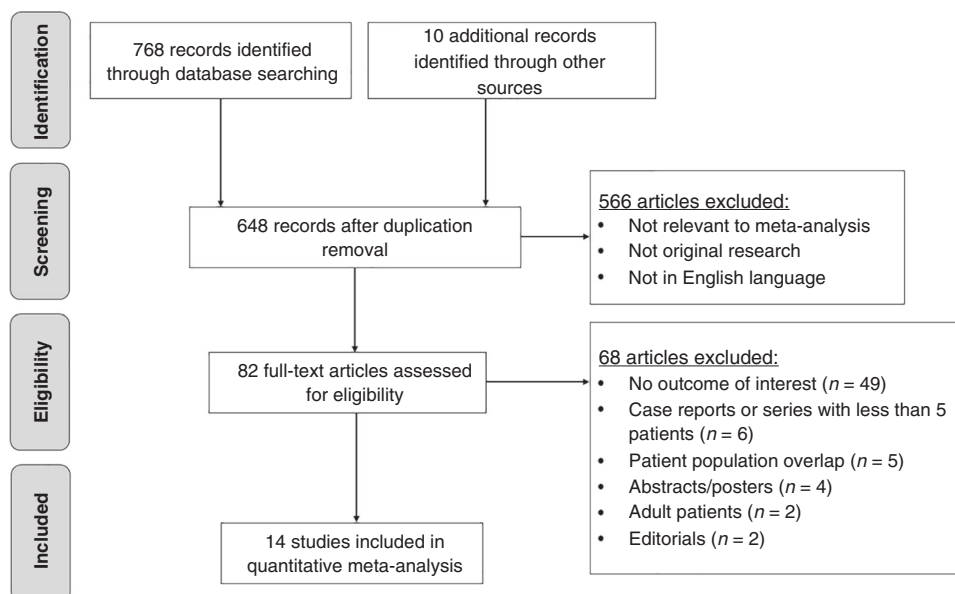 Identification
768 records identified
through database searching
10 additional records
identified through other
sources
Screening
648 records after duplication
removal
566 articles excluded:
• Not relevant to meta-analysis
• Not original research
• Not in English language
Eligibility
82 full-text articles assessed
for eligibility
68 articles excluded:
• No outcome of interest (n = 49)
• Case reports or series with less than 5
patients (n = 6)
• Patient population overlap (n = 5)
• Abstracts/posters (n = 4)
• Adult patients (n = 2)
• Editorials (n = 2)
Included
14 studies included in
quantitative meta-analysis